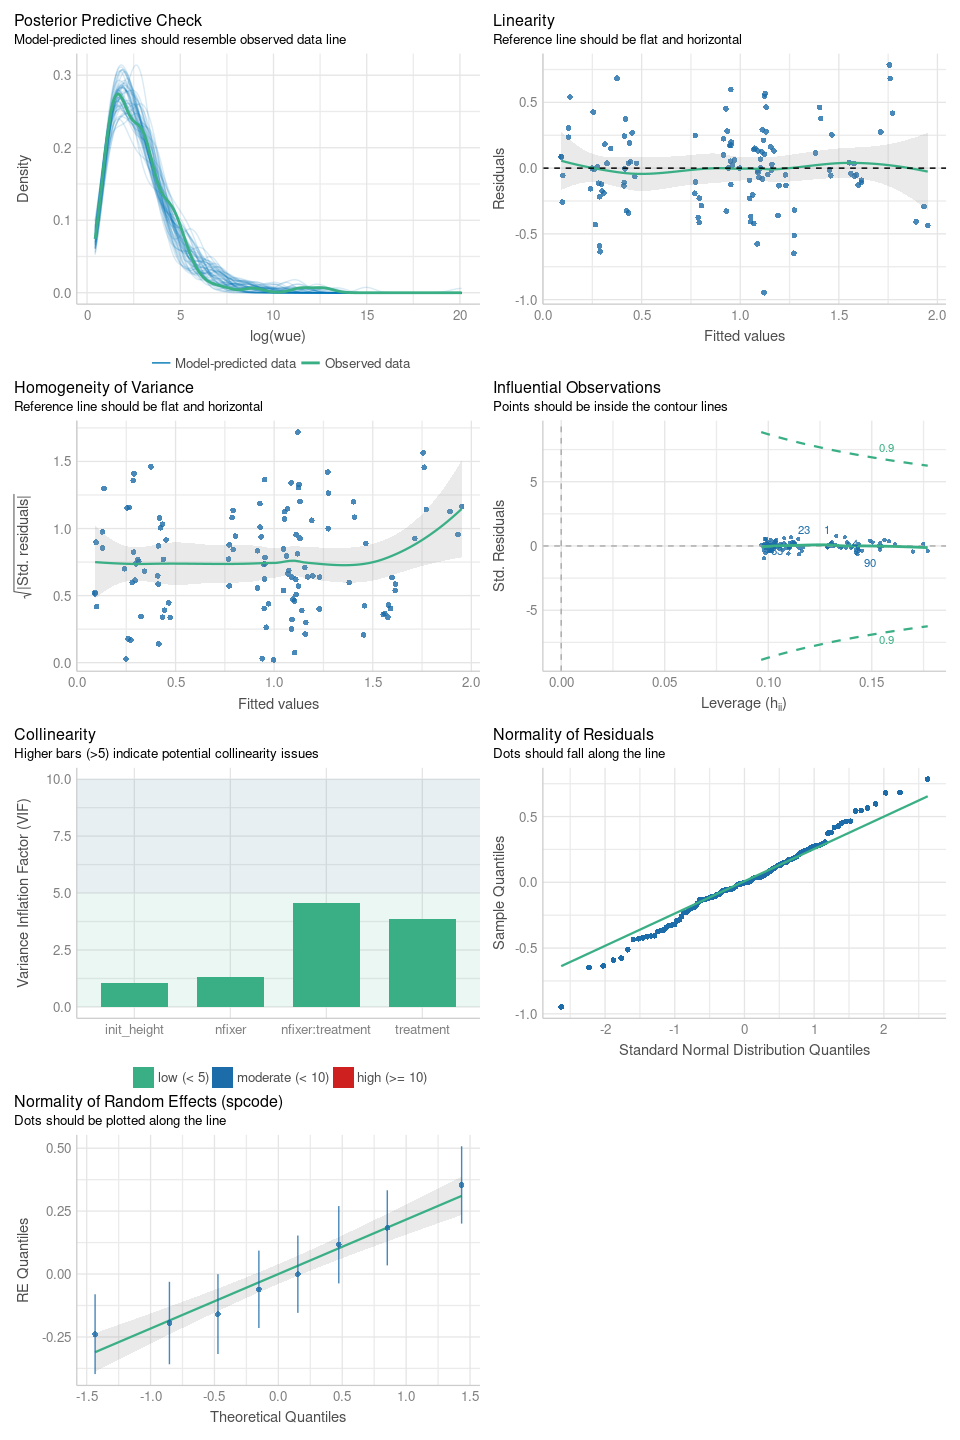 Posterior Predictive Check
Model-predicted lines should resemble observed data line
Density
0.3
0.2
0.1
0.0
0 5 10 15 20
log(wue)
Model-predicted data Observed data
Linearity
Reference line should be flat and horizontal
Residuals
0.5
0.0
-0.5
-1.0
0.0 0.5 1.0 1.5 2.0
Fitted values
Homogeneity of Variance
Reference line should be flat and horizontal
√|Std. residuals|
1.5
1.0
0.5
0.0
0.0 0.5 1.0 1.5 2.0
Fitted values
Influential Observations
Points should be inside the contour lines
Std. Residuals
5
0
-5
0.9
23 1
90
0.9
0.00 0.05 0.10 0.15
Leverage (hii)
Collinearity
Higher bars (>5) indicate potential collinearity issues
Variance Inflation Factor (VIF)
10.0
7.5
5.0
2.5
0.0
init_height nfixer nfixer:treatment treatment
low (< 5) moderate (< 10) high (>= 10)
Normality of Residuals
Dots should fall along the line
Sample Quantiles
0.5
0.0
-0.5
-1.0
-2 -1 0 1 2
Standard Normal Distribution Quantiles
Normality of Random Effects (spcode)
Dots should be plotted along the line
RE Quantiles
0.50
0.25
0.00
-0.25
-1.5 -1.0 -0.5 0.0 0.5 1.0 1.5
Theoretical Quantiles